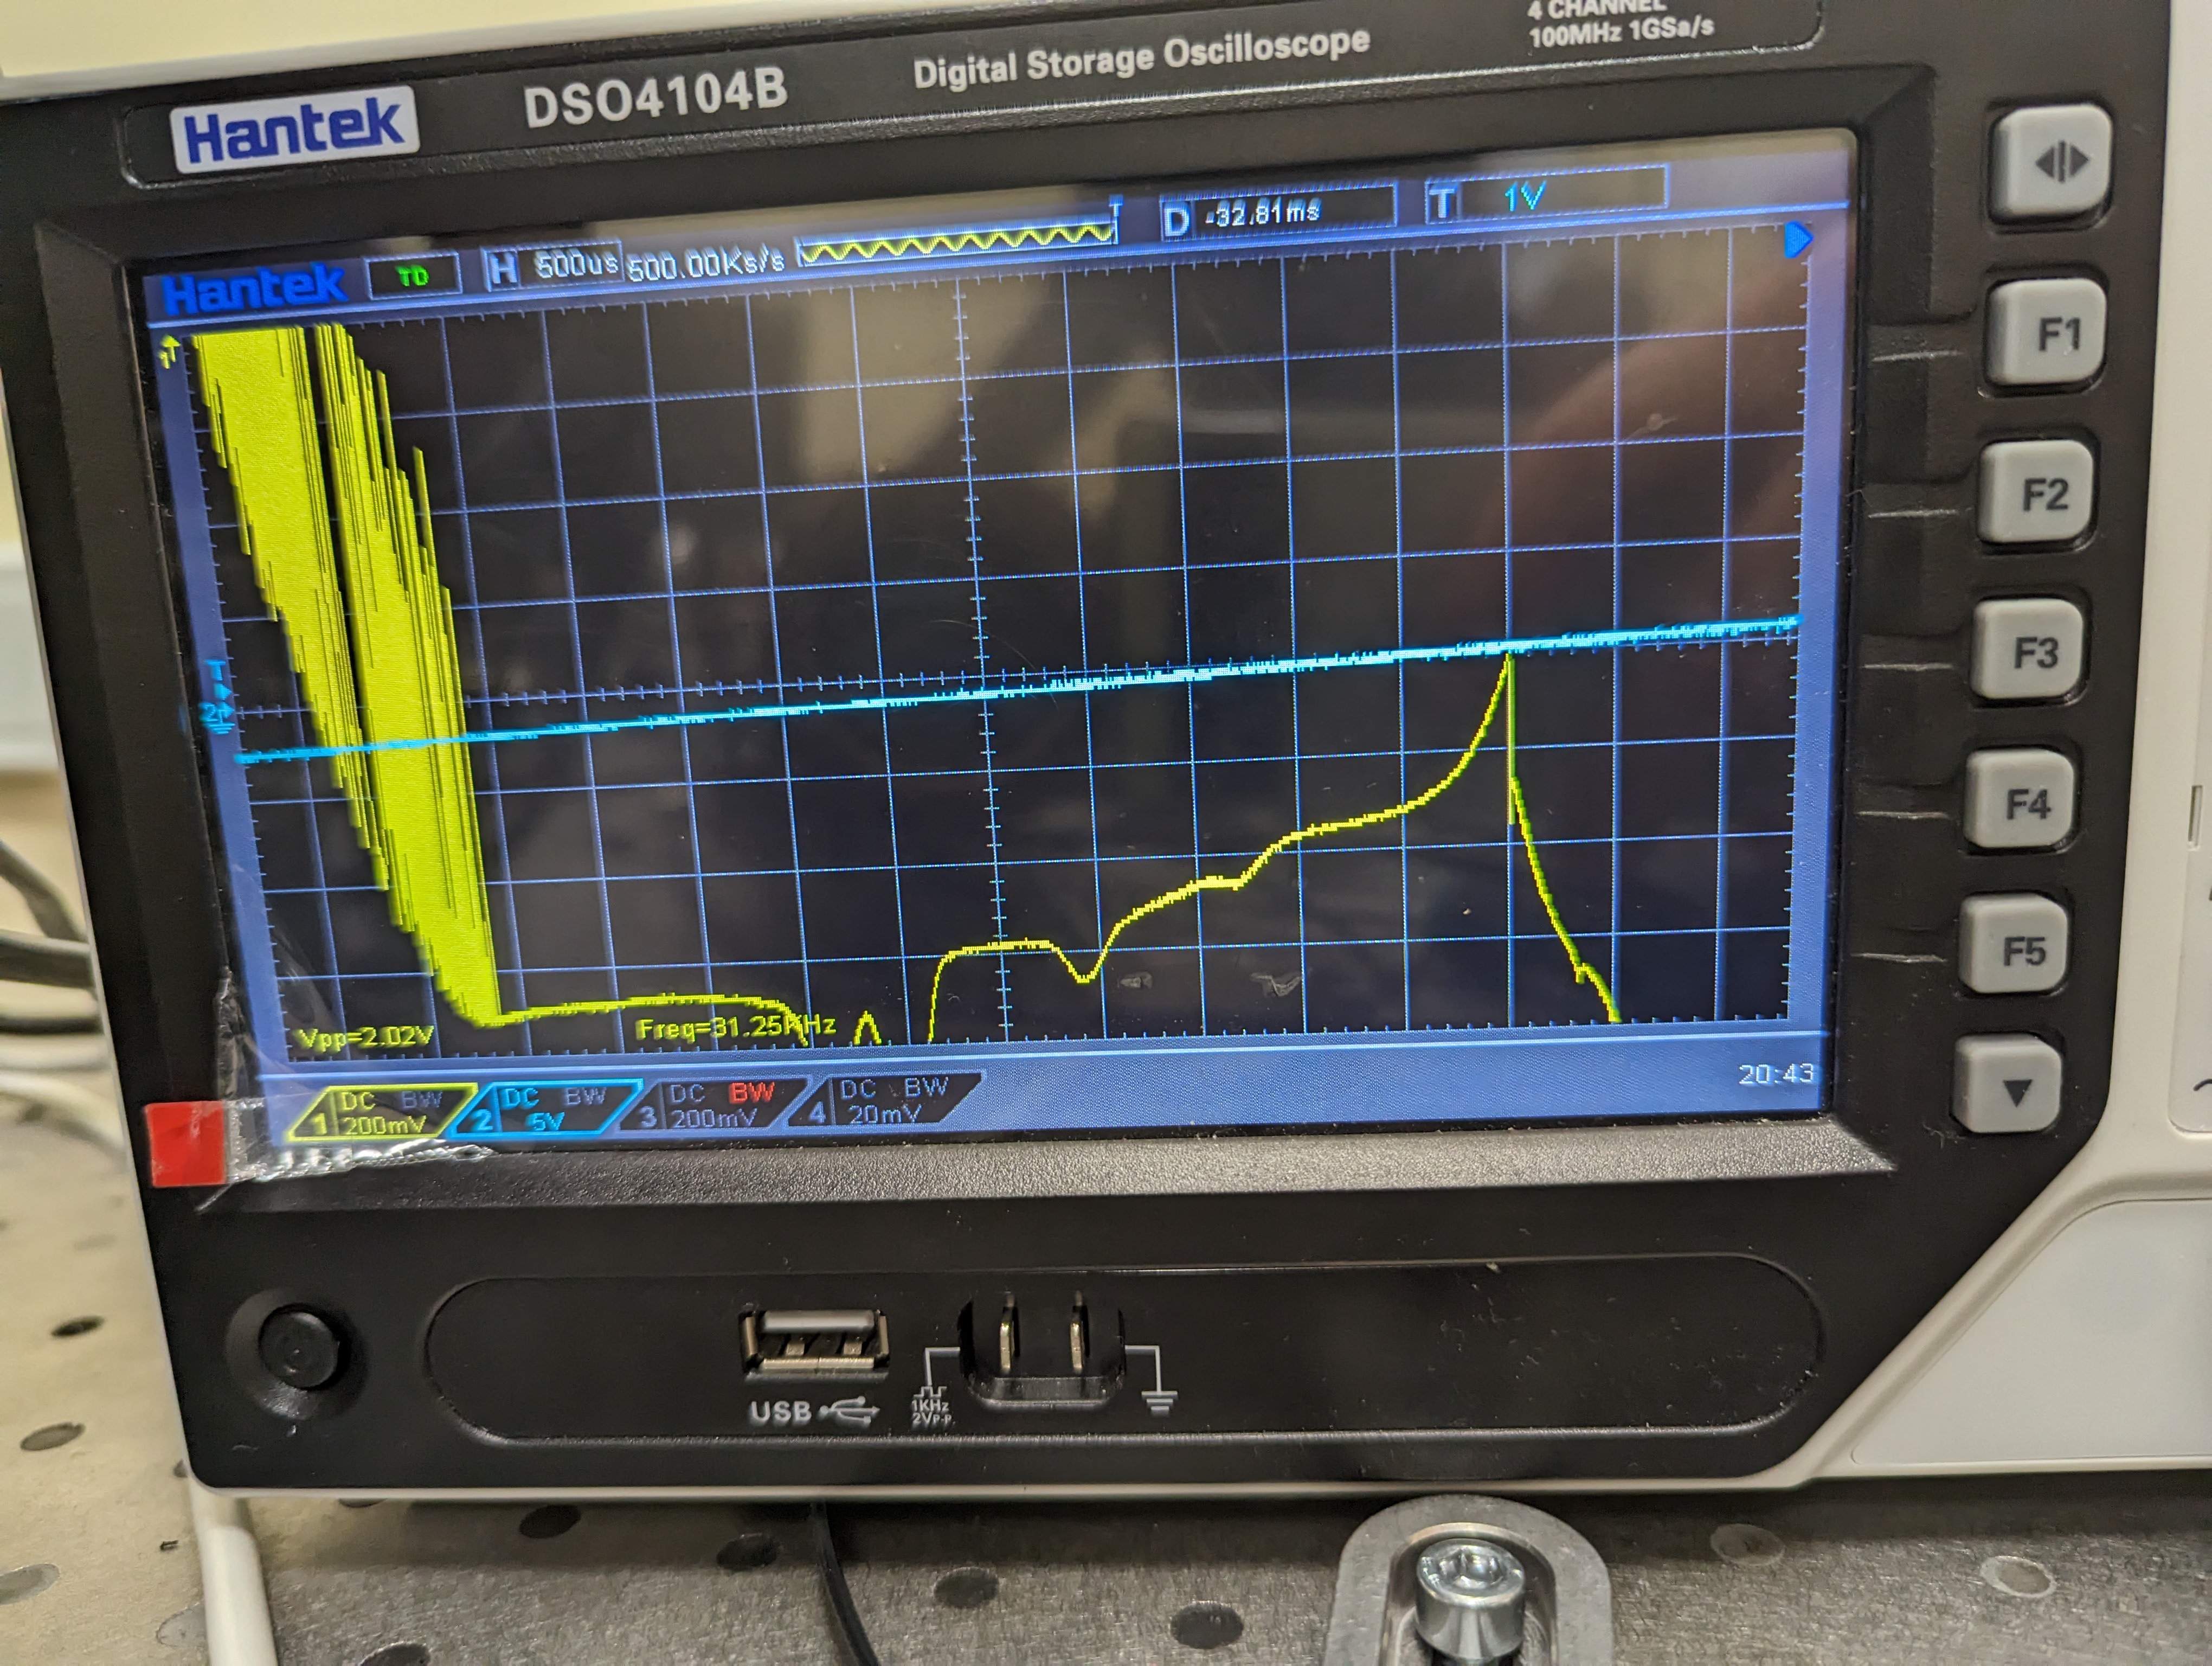 4 CHANNEL
100MHz 1GSa/s
Hantek DSO4104B Digital Storage Oscilloscope
Hantek TD H 500us 500.00Ks/s T D -32.81ms T 1V
T
T
2
Vpp=2.02V Freq=31.25KHz
20:43
1 DC BW 200mV
2 DC BW 5V
3 DC BW 200mV
4 DC BW 20mV
F1
F2
F3
F4
F5
USB
1KHz
2Vp-p